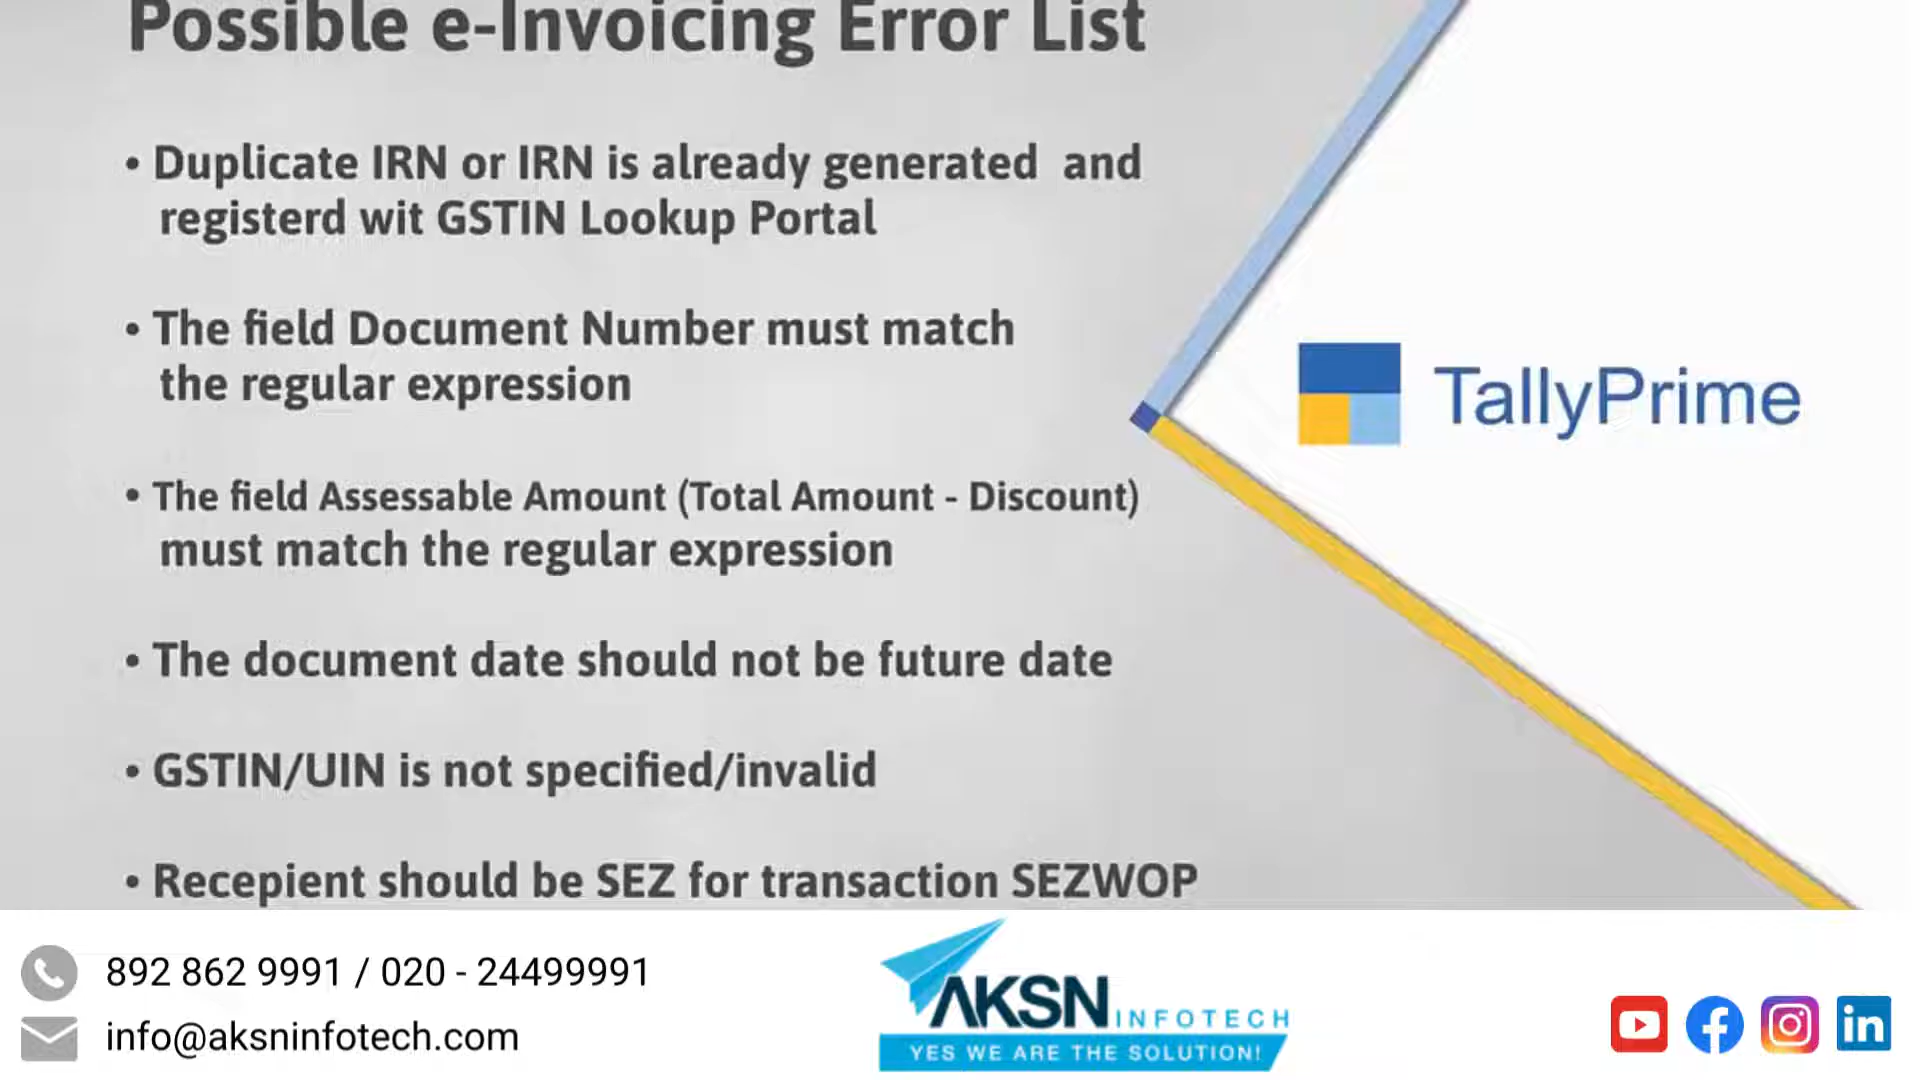 Possible e-Invoicing Error List
• Duplicate IRN or IRN is already generated and
registerd wit GSTIN Lookup Portal
• The field Document Number must match
the regular expression
• The field Assessable Amount (Total Amount - Discount)
must match the regular expression
• The document date should not be future date
• GSTIN/UIN is not specified/invalid
• Recepient should be SEZ for transaction SEZWOP
TallyPrime
892 862 9991 / 020 - 24499991
info@aksninfotech.com
AKSN INFOTECH
YES WE ARE THE SOLUTION!
in